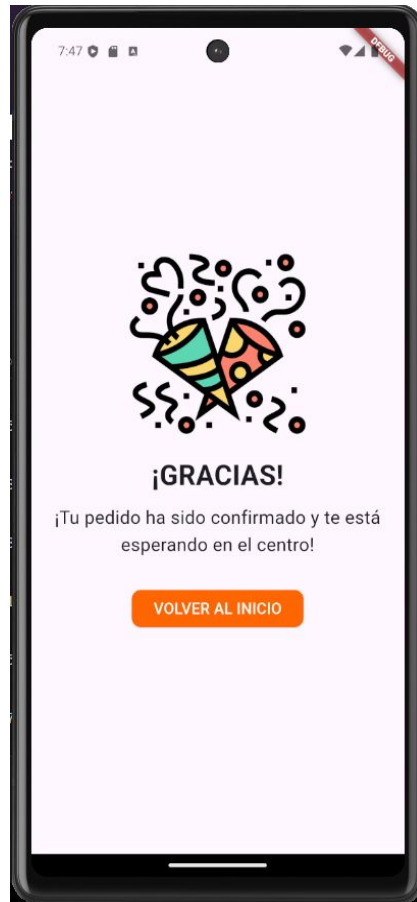 7:47
DEBUG
¡GRACIAS!
¡Tu pedido ha sido confirmado y te está
esperando en el centro!
VOLVER AL INICIO